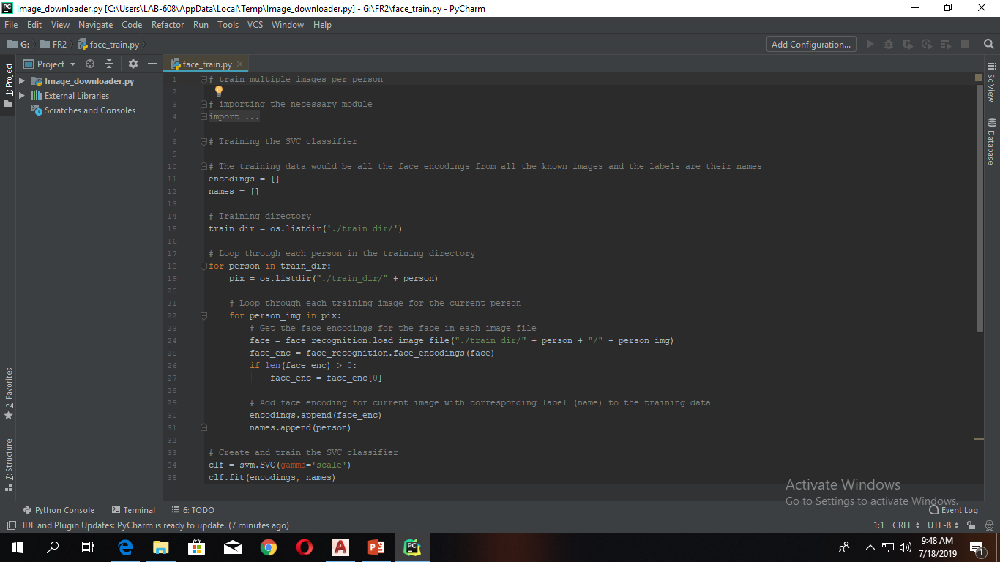 Image_downloader.py [C:\Users\LAB-608\AppData\Local\Temp\Image_downloader.py] - G:\FR2\face_train.py - PyCharm
File Edit View Navigate Code Refactor Run Tools VCS Window Help
G: FR2 face_train.py Add Configuration...
1: Project
Project
face_train.py
Image_downloader.py
External Libraries
Scratches and Consoles
1 # train multiple images per person
2
3 # importing the necessary module
4 import ...
7
8 # Training the SVC classifier
9
10 # The training data would be all the face encodings from all the known images and the labels are their names
11 encodings = []
12 names = []
13
14 # Training directory
15 train_dir = os.listdir('./train_dir/')
16
17 # Loop through each person in the training directory
18 for person in train_dir:
19     pix = os.listdir("./train_dir/" + person)
20
21     # Loop through each training image for the current person
22     for person_img in pix:
23         # Get the face encodings for the face in each image file
24         face = face_recognition.load_image_file("./train_dir/" + person + "/" + person_img)
25         face_enc = face_recognition.face_encodings(face)
26         if len(face_enc) > 0:
27             face_enc = face_enc[0]
28
29         # Add face encoding for current image with corresponding label (name) to the training data
30         encodings.append(face_enc)
31         names.append(person)
32
33 # Create and train the SVC classifier
34 clf = svm.SVC(gamma='scale')
35 clf.fit(encodings, names)
SciView
Database
2: Favorites
7: Structure
Activate Windows
Go to Settings to activate Windows.
Python Console Terminal 6: TODO Event Log
IDE and Plugin Updates: PyCharm is ready to update. (7 minutes ago) 1:1 CRLF UTF-8
9:48 AM
7/18/2019
1